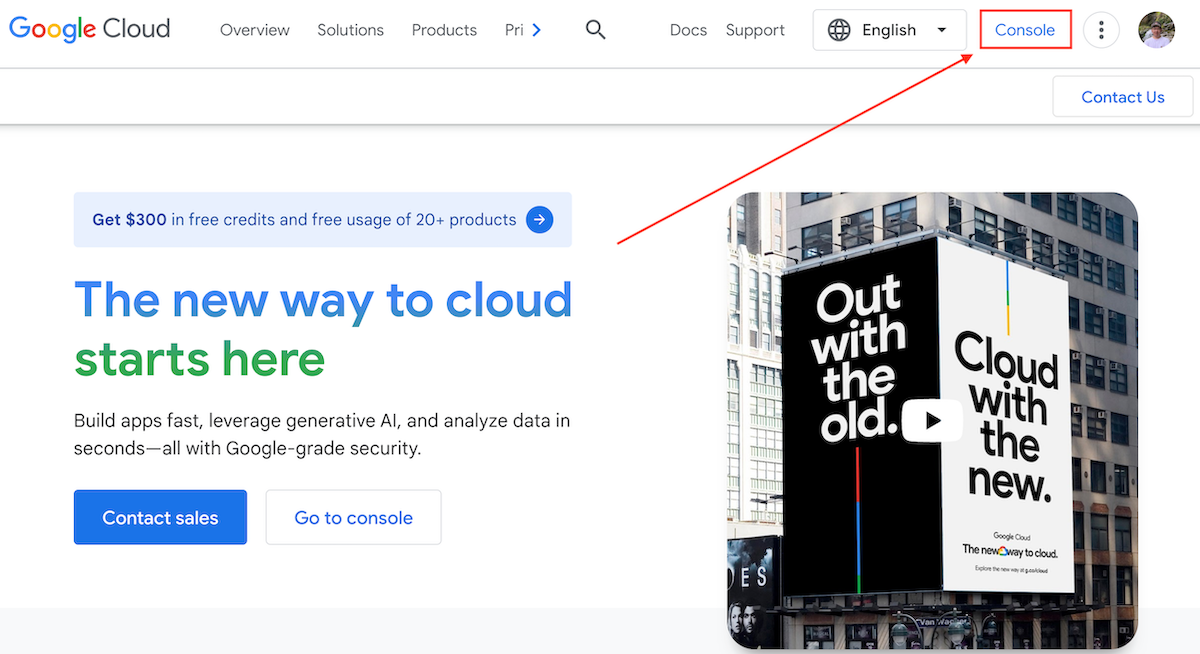 Google Cloud
Overview
Solutions
Products
Pri
Docs
Support
English
Console
Contact Us
Get $300 in free credits and free usage of 20+ products
The new way to cloud
starts here
Build apps fast, leverage generative AI, and analyze data in
seconds—all with Google-grade security.
Contact sales
Go to console
Out
with
the
old.
Cloud
with
the
new.
Google Cloud
The new way to cloud.
Explore the new way at g.co/cloud